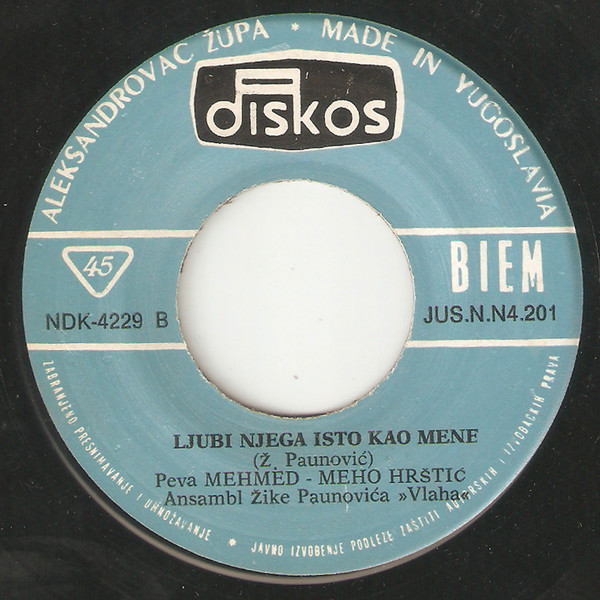 ALEKSANDROVAC ŽUPA * MADE IN YUGOSLAVIA
diskos
45
BIEM
NDK-4229 B
JUS.N.N4.201
LJUBI NJEGA ISTO KAO MENE
(Ž. Paunović)
Peva MEHMED - MEHO HRŠTIĆ
Ansambl Žike Paunovića »Vlaha«
ZABRANJENO PRESNIMAVANJE I UMNOŽAVANJE * JAVNO IZVOĐENJE PODLEŽE ZAŠTITI AUTORSKIH I IZVOĐAČKIH PRAVA